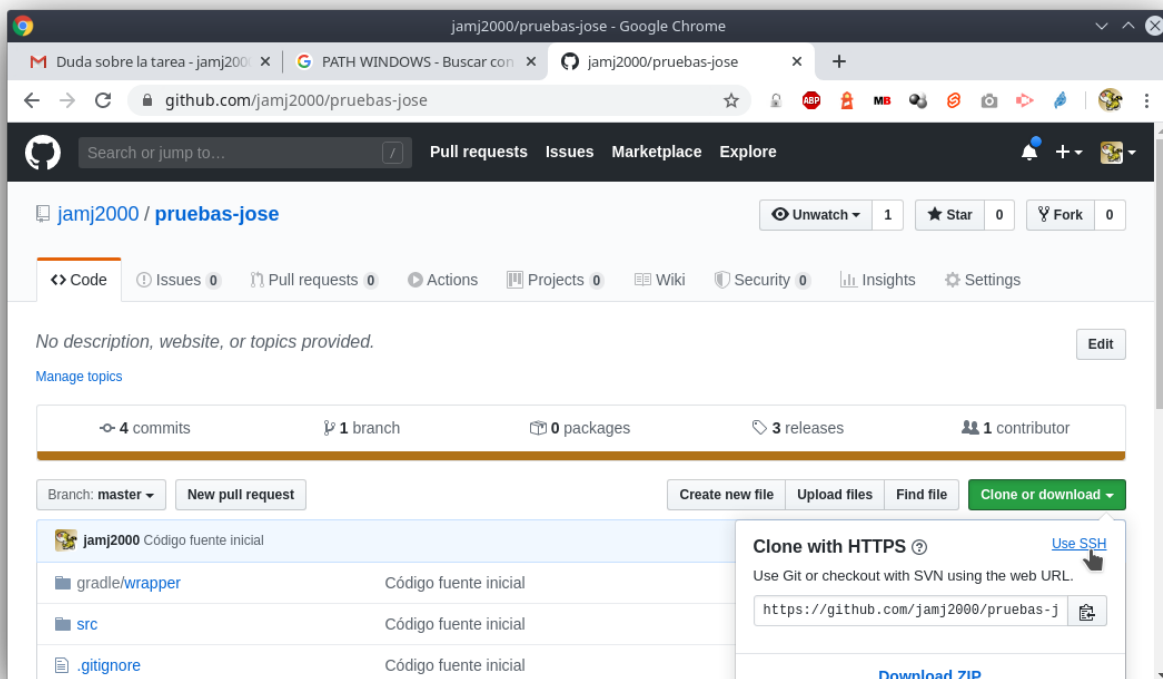 jamj2000/pruebas-jose - Google Chrome
Duda sobre la tarea - jamj200 PATH WINDOWS - Buscar con jamj2000/pruebas-jose
github.com/jamj2000/pruebas-jose ABP MB
Search or jump to… / Pull requests Issues Marketplace Explore
jamj2000 / pruebas-jose Unwatch 1 Star 0 Fork 0
Code Issues 0 Pull requests 0 Actions Projects 0 Wiki Security 0 Insights Settings
No description, website, or topics provided. Edit
Manage topics
4 commits 1 branch 0 packages 3 releases 1 contributor
Branch: master New pull request Create new file Upload files Find file Clone or download
jamj2000 Código fuente inicial
Clone with HTTPS Use SSH
Use Git or checkout with SVN using the web URL.
gradle/wrapper Código fuente inicial
https://github.com/jamj2000/pruebas-j
src Código fuente inicial
.gitignore Código fuente inicial
Download ZIP